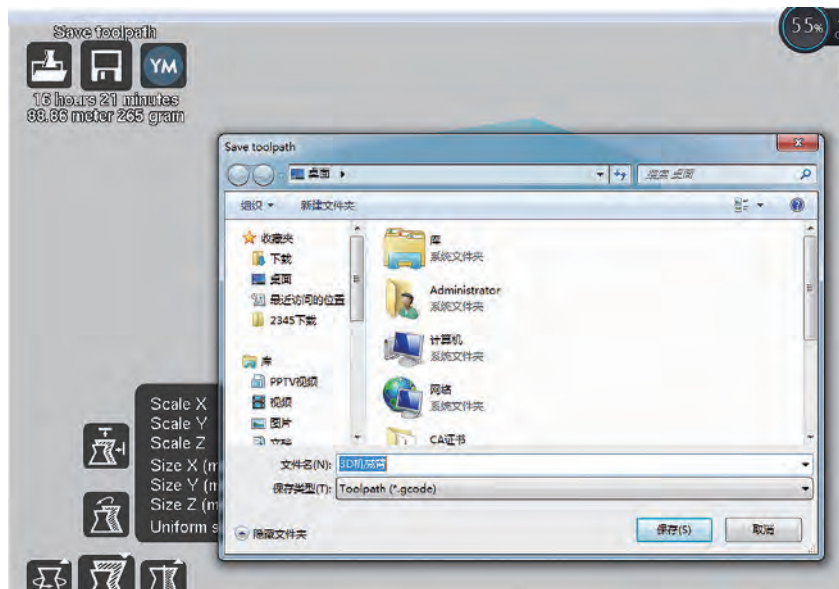 Save toolpath
55%
YM
16 hours 21 minutes
88.86 meter 265 gram
Save toolpath
桌面
搜索 桌面
组织
新建文件夹
收藏夹
下载
桌面
最近访问的位置
2345下载
库
PPTV视频
视频
图片
文档
库
系统文件夹
Administrator
系统文件夹
计算机
系统文件夹
网络
系统文件夹
CA证书
Scale X
Scale Y
Scale Z
Size X (m
Size Y (m
Size Z (m
Uniform s
文件名(N):
保存类型(T):
Toolpath (*.gcode)
隐藏文件夹
保存(S)
取消